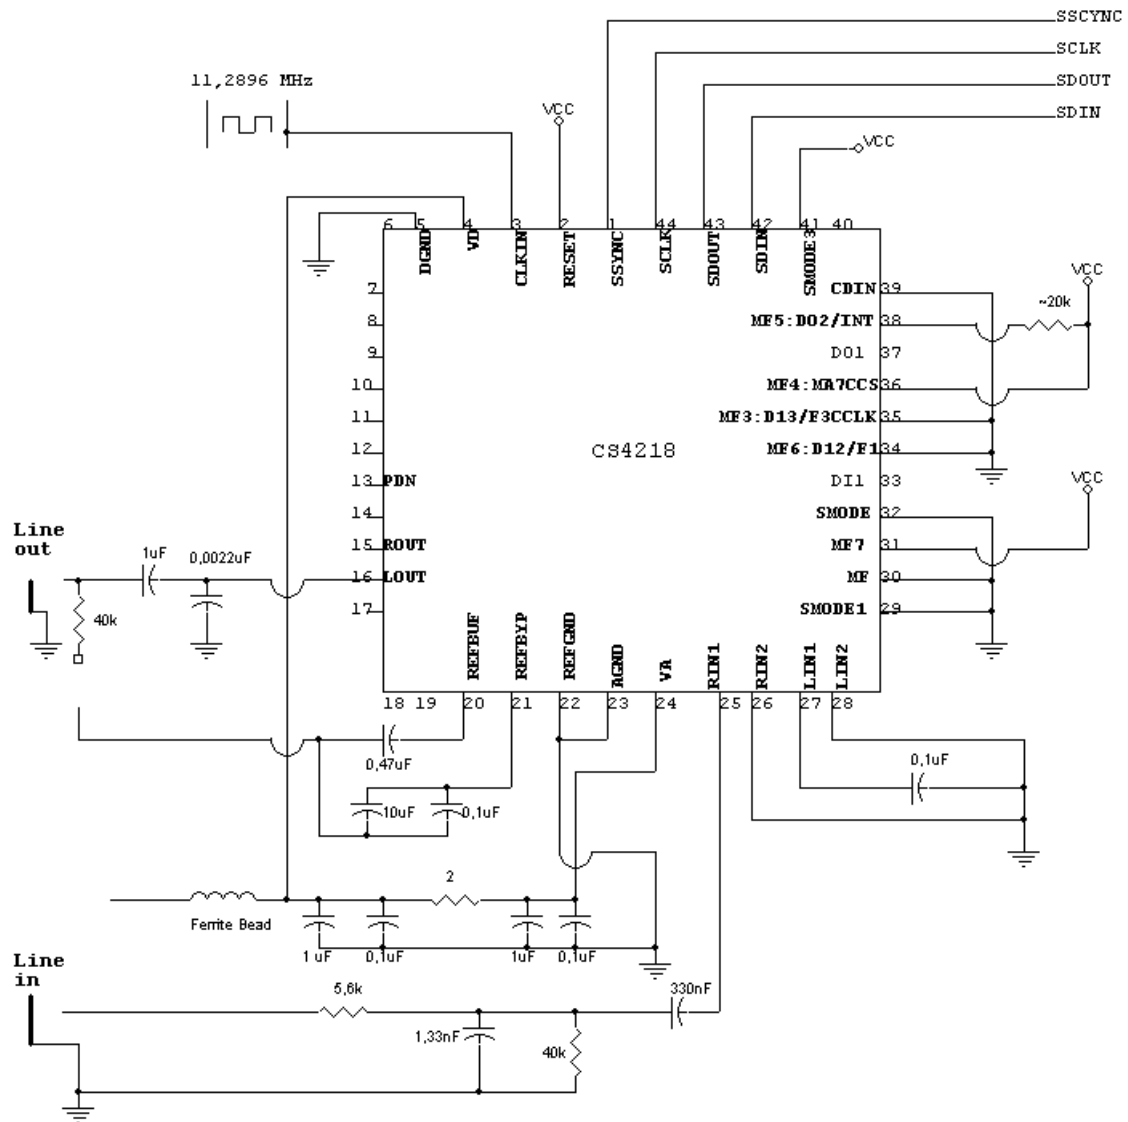 SSCYNC
SCLK
11,2896 MHz
SDOUT
VCC
SDIN
VCC
6 5 4 3 2 1 44 43 42 41 40
DGND VD CLKIN RESET SSYNC SCLK SDOUT SDIN SMODE3
VCC
7 CDIN 39
~20k
8 MF5:DO2/INT 38
9 DO1 37
10 MF4:MA7CCS 36
11 MF3:D13/F3CCLK 35
12 CS4218 MF6:D12/F1 34
13 PDN DI1 33
VCC
14 SMODE 32
Line
out
1uF
0,0022uF
15 ROUT MF7 31
16 LOUT MF 30
40k
17 SMODE1 29
REFBUF REFBYP REFGND AGND VA RIN1 RIN2 LIN1 LIN2
18 19 20 21 22 23 24 25 26 27 28
0,47uF
0,1uF
10uF
0,1uF
2
Ferrite Bead
1 uF
0,1uF
1uF
0,1uF
Line
in
5,6k
330nF
1,33nF
40k